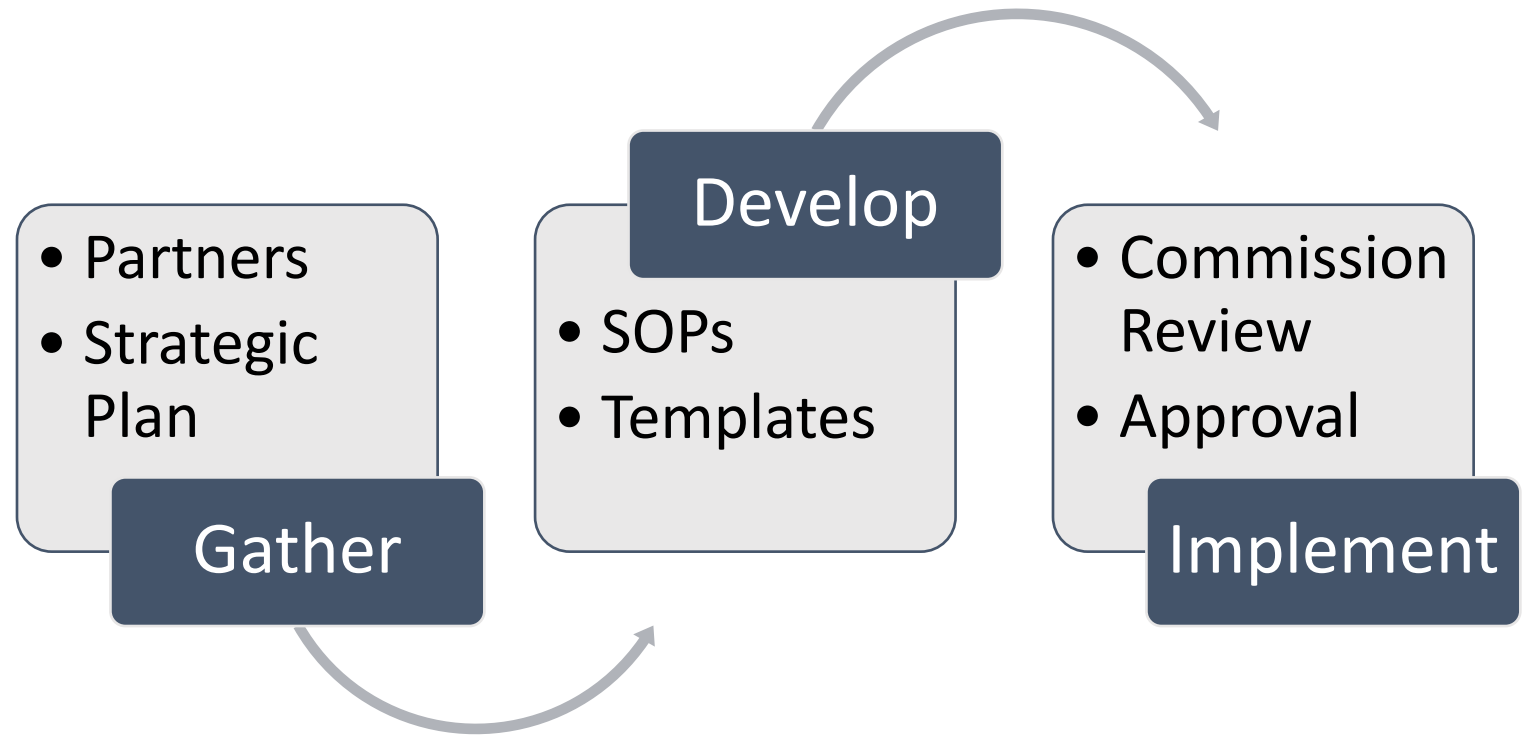 • Partners
• Strategic
Plan
Gather
Develop
• SOPs
• Templates
• Commission
Review
• Approval
Implement